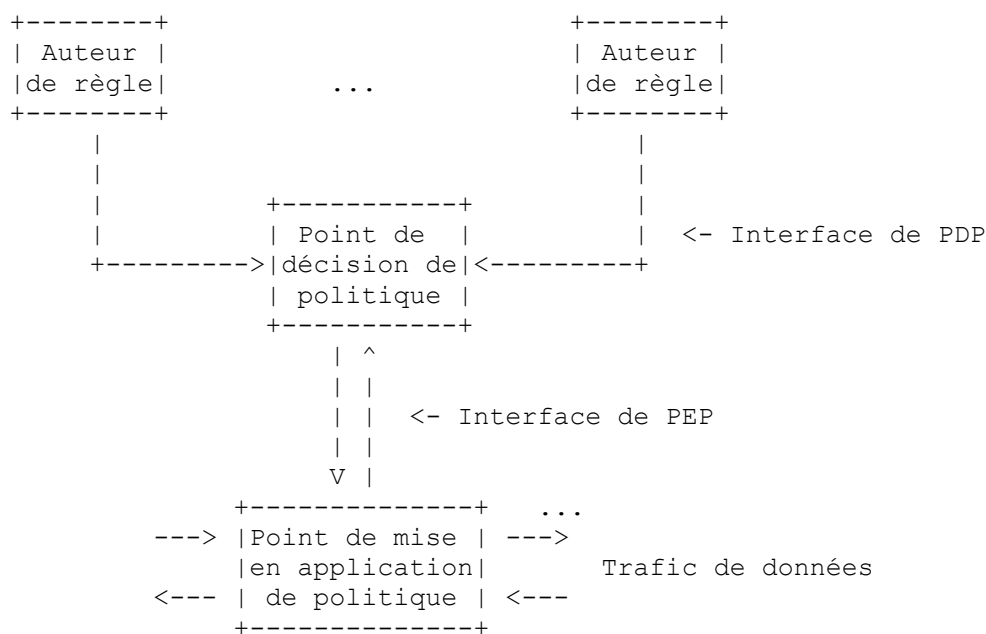 Auteur Auteur
de règle ... de règle
Point de
<- Interface de PDP
décision de
politique
<- Interface de PEP
...
Point de mise
en application Trafic de données
de politique